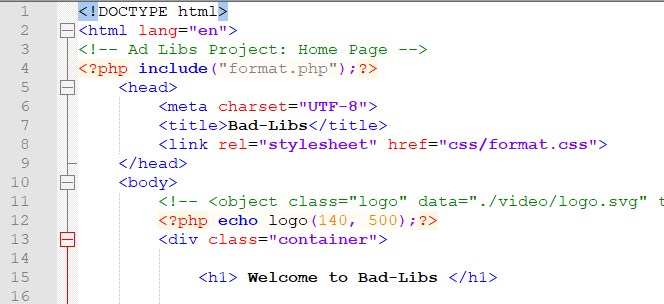 1 <!DOCTYPE html>
2 <html lang="en">
3 <!-- Ad Libs Project: Home Page -->
4 <?php include("format.php");?>
5 <head>
6 <meta charset="UTF-8">
7 <title>Bad-Libs</title>
8 <link rel="stylesheet" href="css/format.css">
9 </head>
10 <body>
11 <!-- <object class="logo" data="./video/logo.svg" t
12 <?php echo logo(140, 500);?>
13 <div class="container">
14
15 <h1> Welcome to Bad-Libs </h1>
16